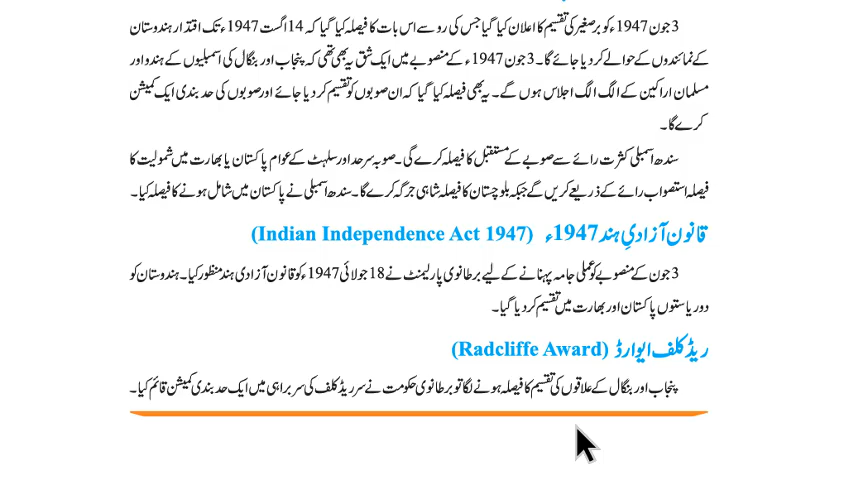 3 جون 1947ء کو برصغیر کی تقسیم کا اعلان کیا گیا جس کی رو سے اس بات کا فیصلہ کیا گیا کہ 14 اگست 1947ء تک اقتدار ہندوستان
کے نمائندوں کے حوالے کر دیا جائے گا۔ 3 جون 1947ء کے منصوبے میں ایک شق یہ بھی تھی کہ پنجاب اور بنگال کی اسمبلیوں کے ہندو اور
مسلمان اراکین کے الگ الگ اجلاس ہوں گے۔ یہ بھی فیصلہ کیا گیا کہ ان صوبوں کو تقسیم کر دیا جائے اور صوبوں کی حد بندی ایک کمیشن
کرے گا۔
سندھ اسمبلی کثرت رائے سے صوبے کے مستقبل کا فیصلہ کرے گی۔ صوبہ سرحد اور سلہٹ کے عوام پاکستان یا بھارت میں شمولیت کا
فیصلہ استصواب رائے کے ذریعے کریں گے جبکہ بلوچستان کا فیصلہ شاہی جرگہ کرے گا۔ سندھ اسمبلی نے پاکستان میں شامل ہونے کا فیصلہ کیا۔
قانون آزادیِ ہند 1947ء (Indian Independence Act 1947)
3 جون کے منصوبے کو عملی جامہ پہنانے کے لیے برطانوی پارلیمنٹ نے 18 جولائی 1947ء کو قانون آزادی ہند منظور کیا۔ ہندوستان کو
دو ریاستوں پاکستان اور بھارت میں تقسیم کر دیا گیا۔
ریڈ کلف ایوارڈ (Radcliffe Award)
پنجاب اور بنگال کے علاقوں کی تقسیم کا فیصلہ ہونے لگا تو برطانوی حکومت نے سر ریڈ کلف کی سربراہی میں ایک حد بندی کمیشن قائم کیا۔